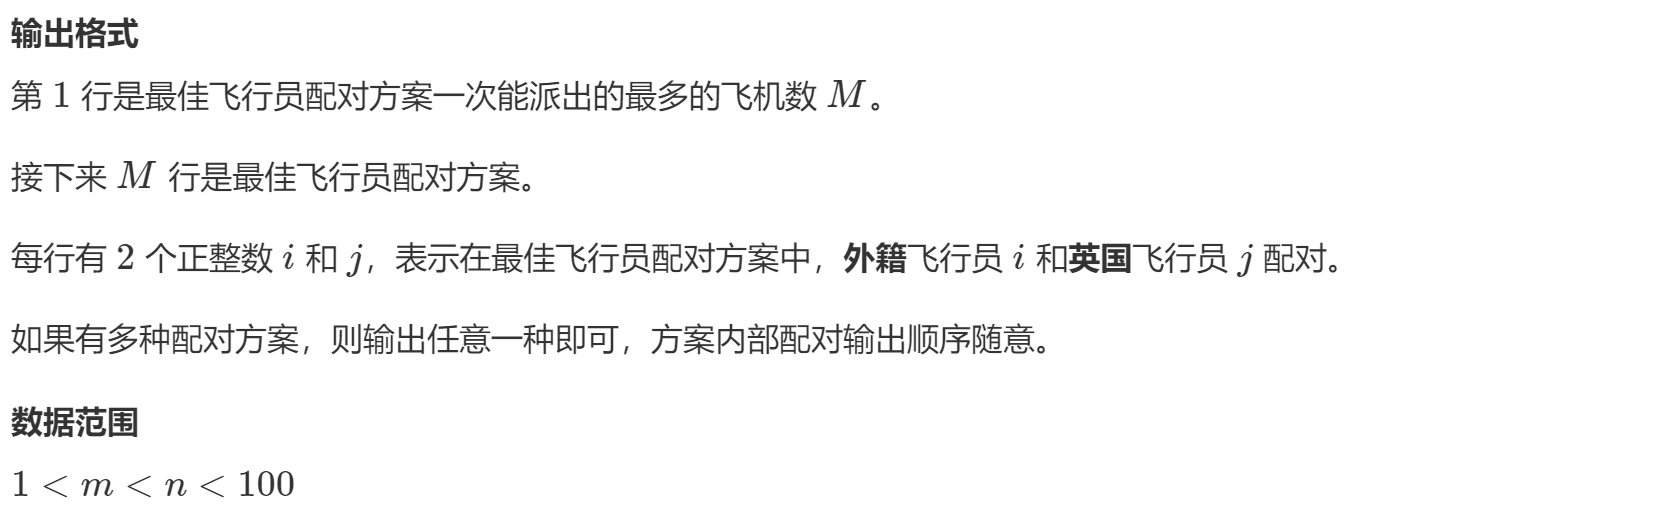 输出格式
第 1 行是最佳飞行员配对方案一次能派出的最多的飞机数 M。
接下来 M 行是最佳飞行员配对方案。
每行有 2 个正整数 i 和 j，表示在最佳飞行员配对方案中，外籍飞行员 i 和英国飞行员 j 配对。
如果有多种配对方案，则输出任意一种即可，方案内部配对输出顺序随意。
数据范围
1 < m < n < 100